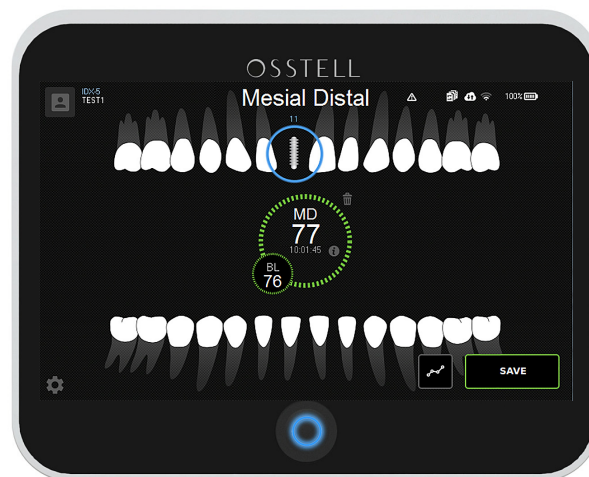 OSSTELL
Mesial Distal
IDX-5
TEST1
100%
11
MD
77
10:01:45
i
BL
76
SAVE